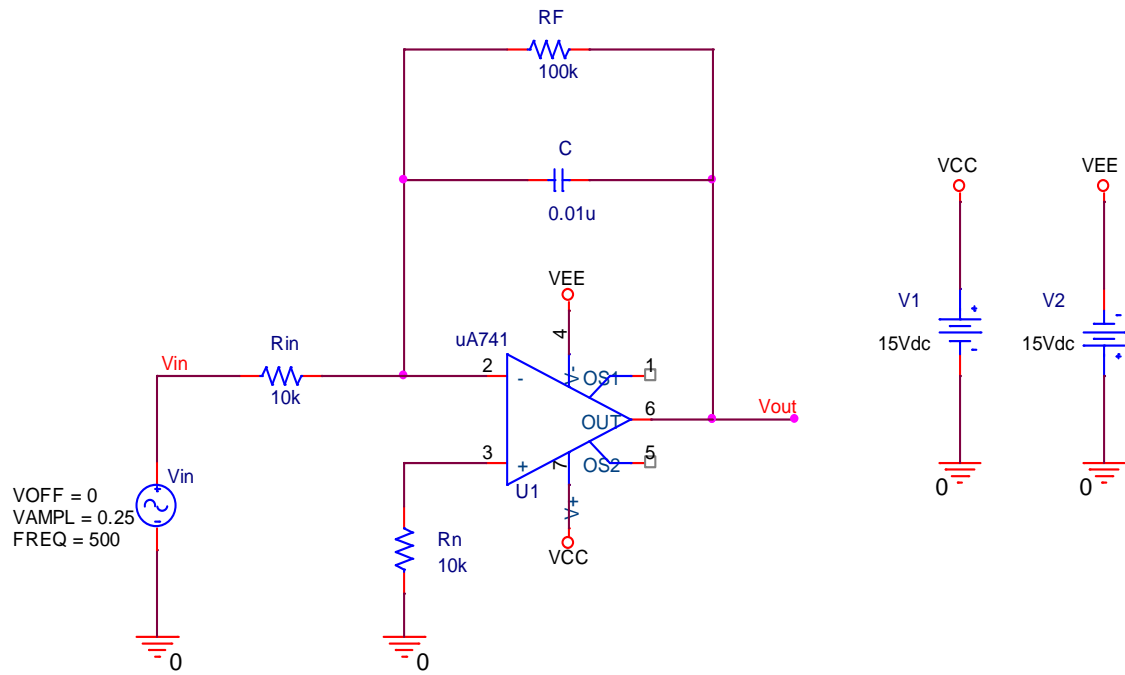 RF
100k
C
0.01u
VCC
VEE
VEE
V1
+
-
15Vdc
V2
-
+
15Vdc
uA741
4
V-
Rin
10k
Vin
2
-
OS1
1
6
OUT
Vout
3
+
7
OS2
5
U1
V+
VCC
Vin
+
-
VOFF = 0
VAMPL = 0.25
FREQ = 500
Rn
10k
0
0
0
0